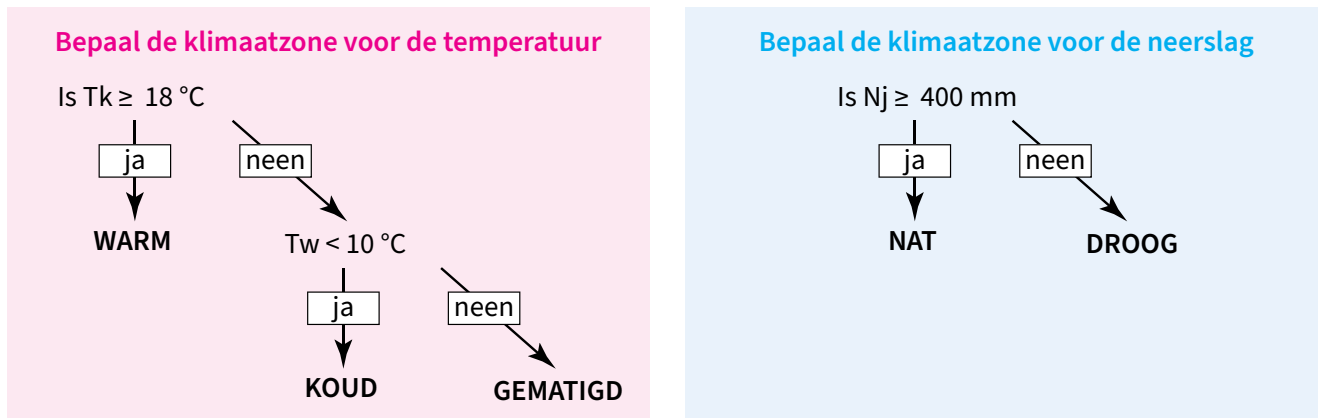 Bepaal de klimaatzone voor de temperatuur
Is Tk ≥ 18 °C
ja
neen
WARM
Tw < 10 °C
ja
neen
KOUD
GEMATIGD
Bepaal de klimaatzone voor de neerslag
Is Nj ≥ 400 mm
ja
neen
NAT
DROOG